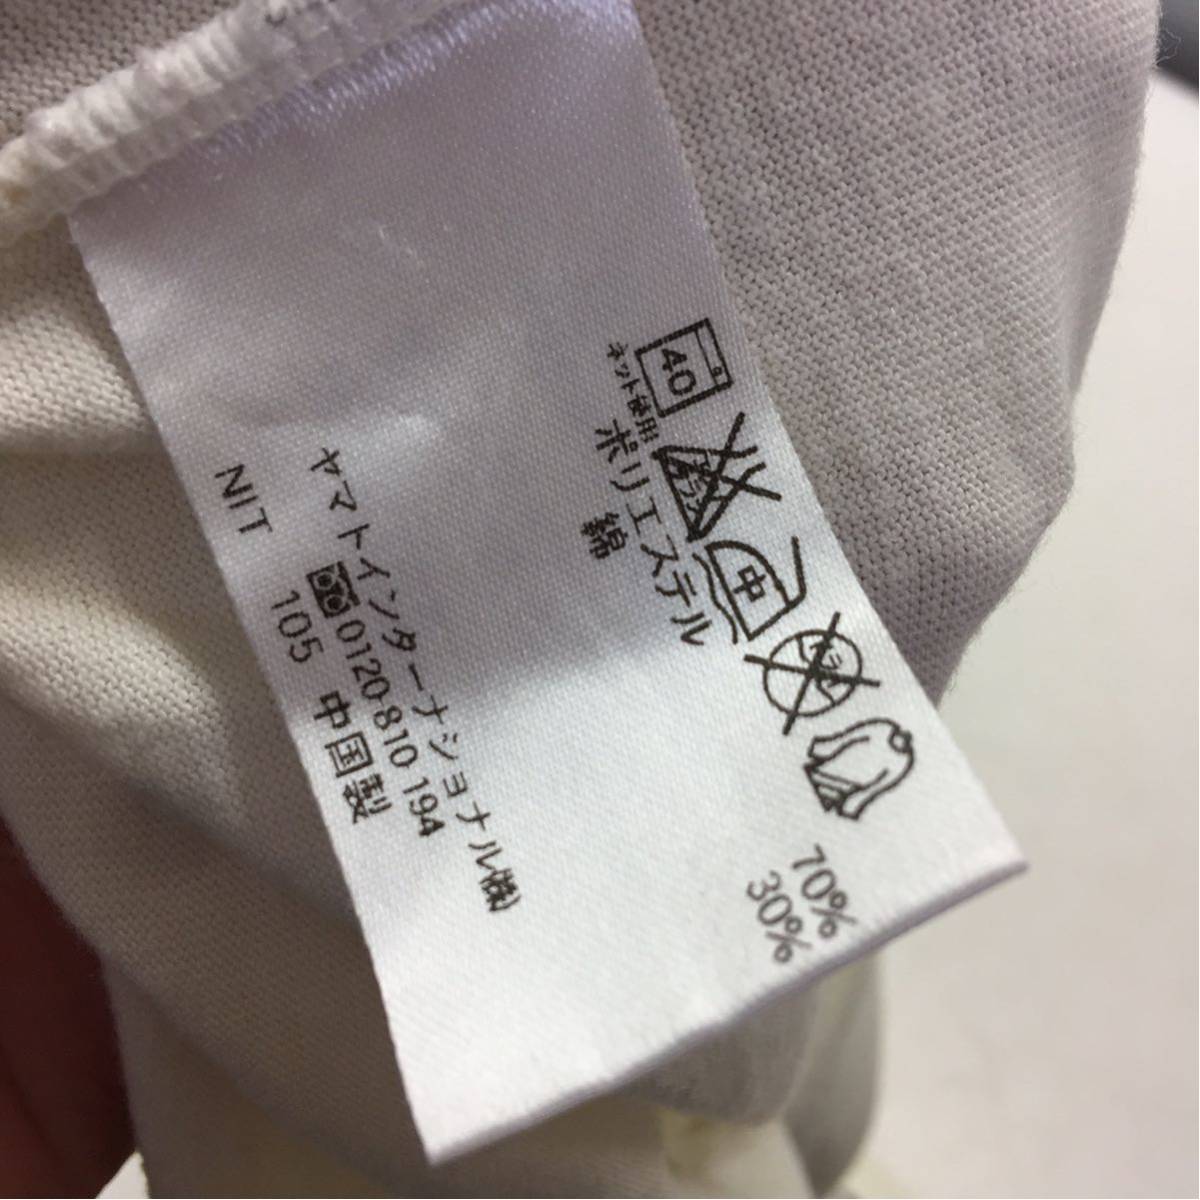 40
ネット使用
中
ポリエステル 70%
綿 30%
ヤマトインターナショナル(株)
0120-810-194
NIT 105 中国製